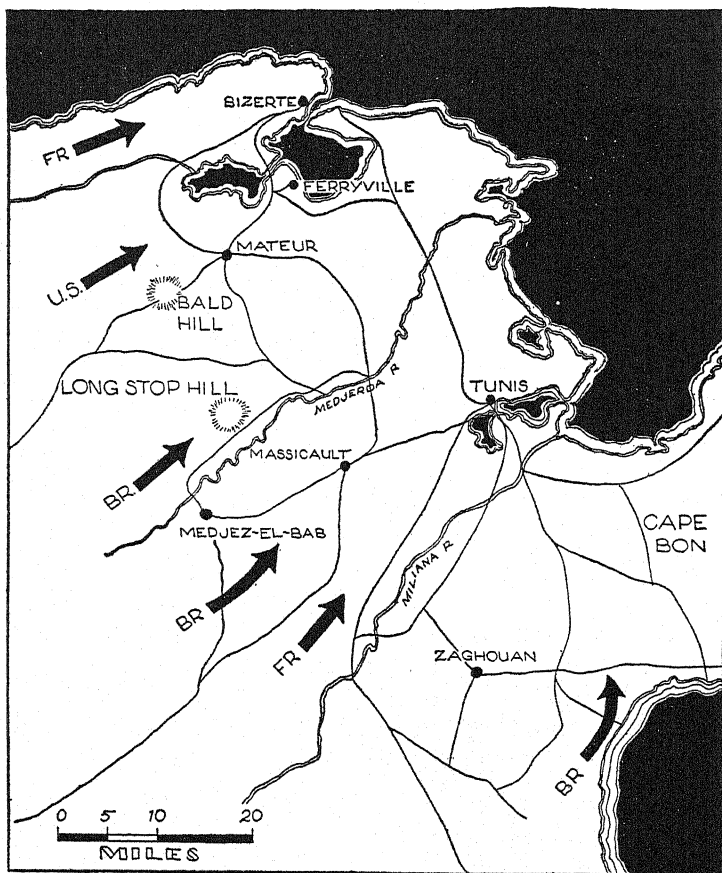 BIZERTE
FR
FERRYVILLE
MATEUR
U.S.
BALD
HILL
LONG STOP HILL
MEDJERDA R
TUNIS
MASSICAULT
BR
MEDJEZ-EL-BAB
CAPE
BON
MILIANA R
BR
FR
ZAGHOUAN
BR
0 5 10 20
MILES